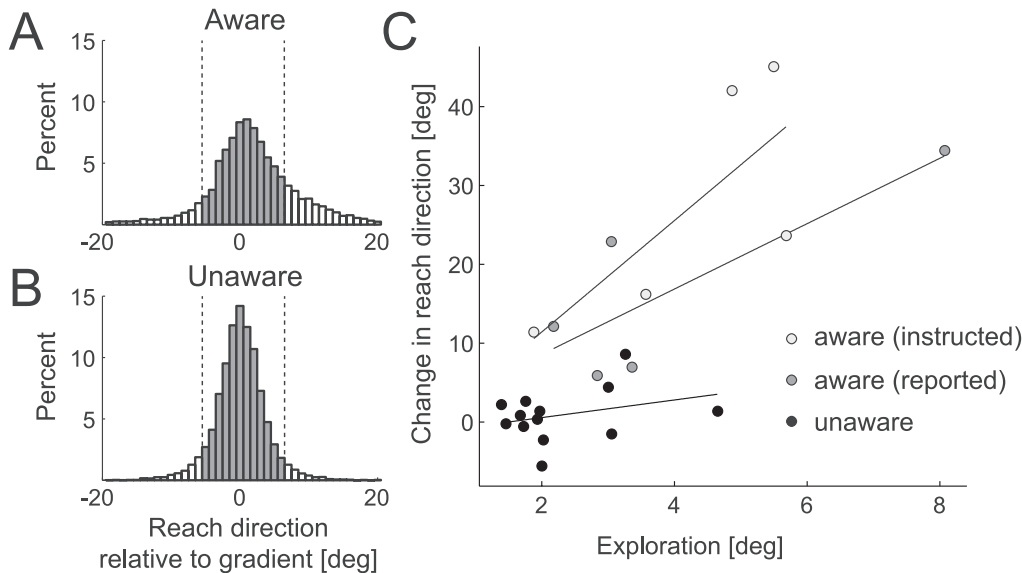 A
Aware
15
10
5
Percent
-20
0
20
B
Unaware
15
10
5
Percent
-20
0
20
Reach direction
relative to gradient [deg]
C
Change in reach direction [deg]
40
30
20
10
0
2
4
6
8
Exploration [deg]
aware (instructed)
aware (reported)
unaware